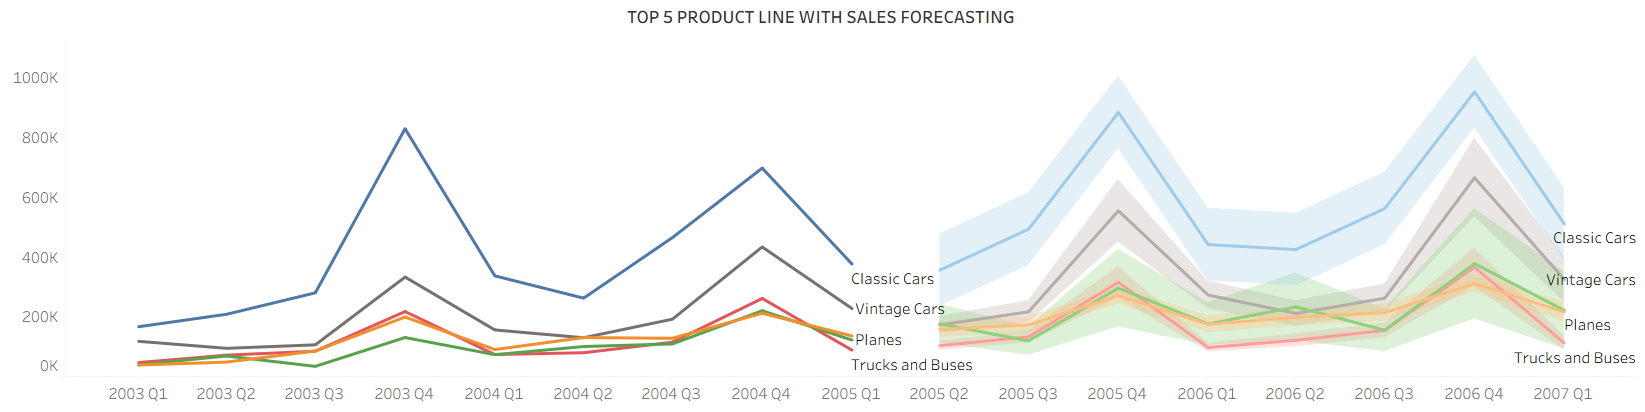 TOP 5 PRODUCT LINE WITH SALES FORECASTING
1000K
800K
600K
400K
200K
0K
Classic Cars
Vintage Cars
Planes
Trucks and Buses
Classic Cars
Vintage Cars
Planes
Trucks and Buses
2003 Q1 2003 Q2 2003 Q3 2003 Q4 2004 Q1 2004 Q2 2004 Q3 2004 Q4 2005 Q1 2005 Q2 2005 Q3 2005 Q4 2006 Q1 2006 Q2 2006 Q3 2006 Q4 2007 Q1